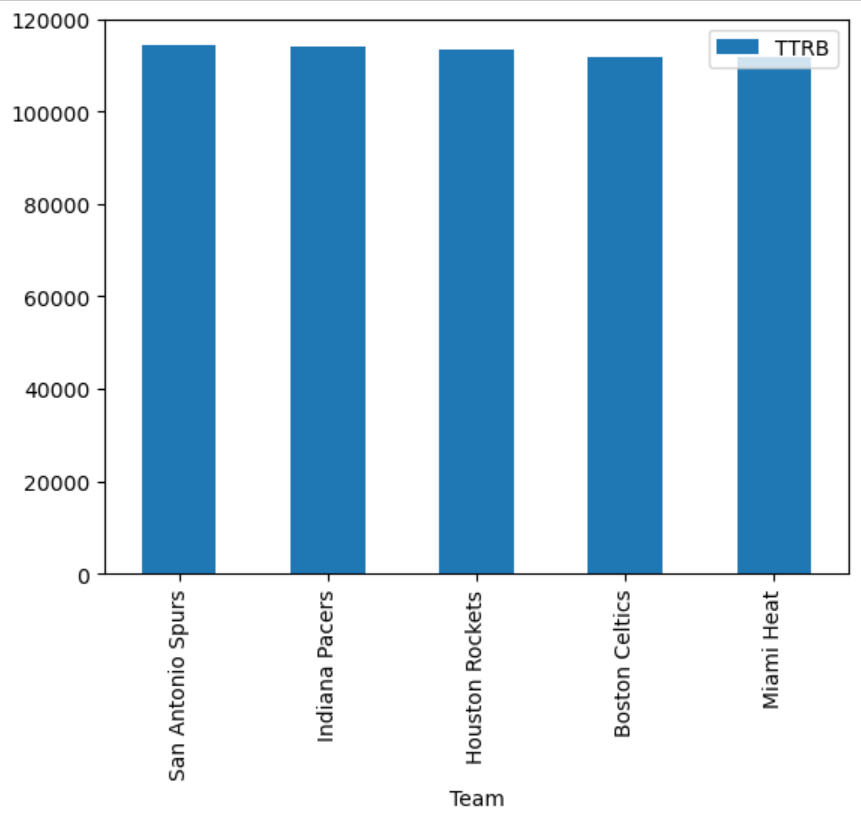 120000
100000
80000
60000
40000
20000
0
TTRB
San Antonio Spurs
Indiana Pacers
Houston Rockets
Boston Celtics
Miami Heat
Team